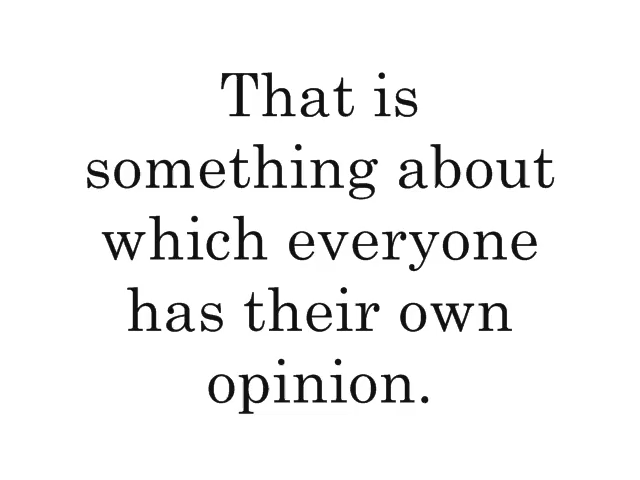 That is
something about
which everyone
has their own
opinion.